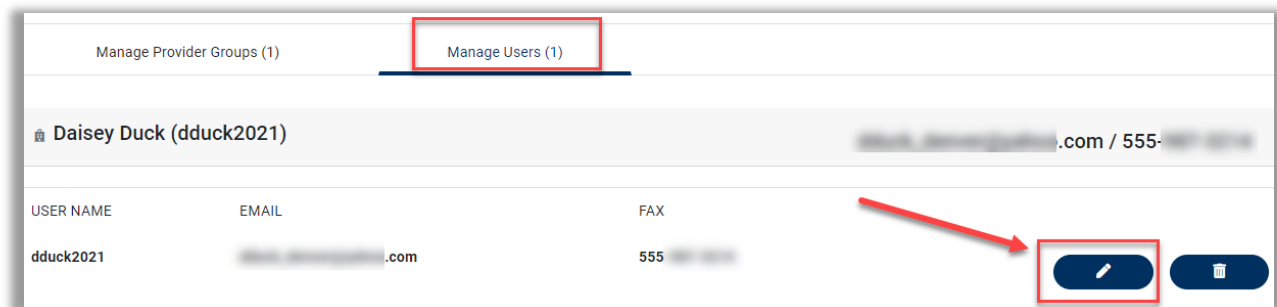 Manage Provider Groups (1) Manage Users (1)
Daisey Duck (dduck2021) .com / 555-
USER NAME EMAIL FAX
dduck2021 .com 555